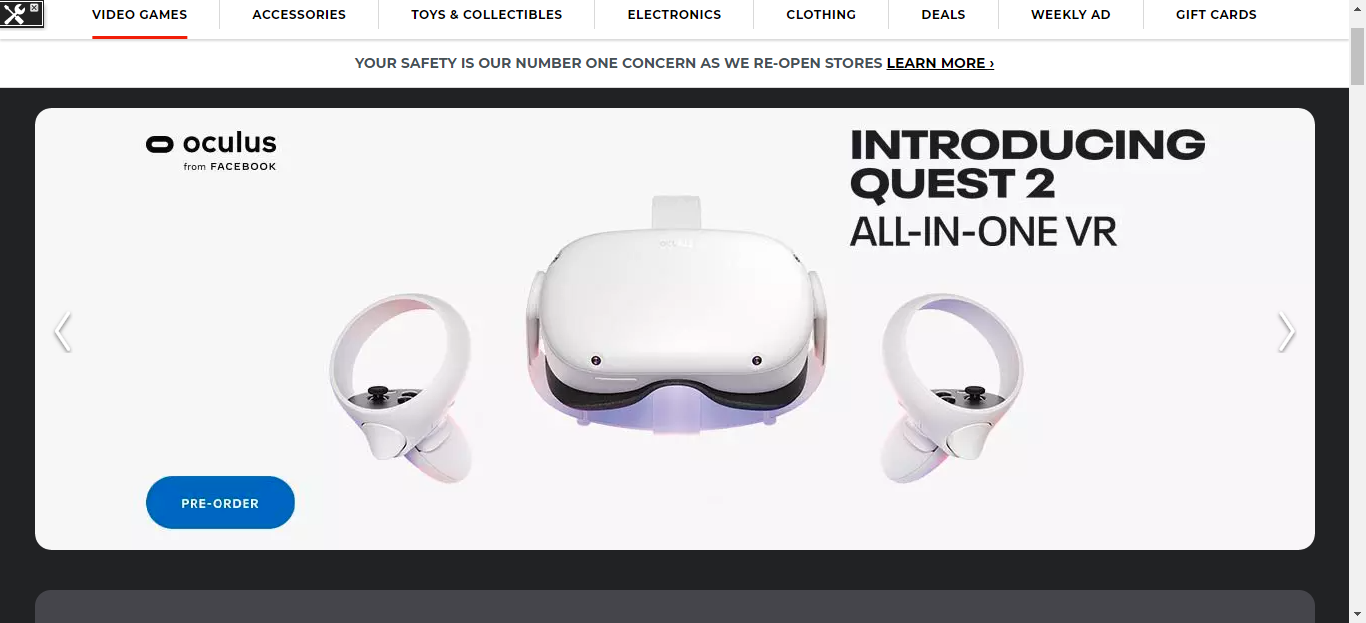 VIDEO GAMES
ACCESSORIES
TOYS & COLLECTIBLES
ELECTRONICS
CLOTHING
DEALS
WEEKLY AD
GIFT CARDS
YOUR SAFETY IS OUR NUMBER ONE CONCERN AS WE RE-OPEN STORES LEARN MORE ›
oculus
from FACEBOOK
INTRODUCING
QUEST 2
ALL-IN-ONE VR
oculus
PRE-ORDER